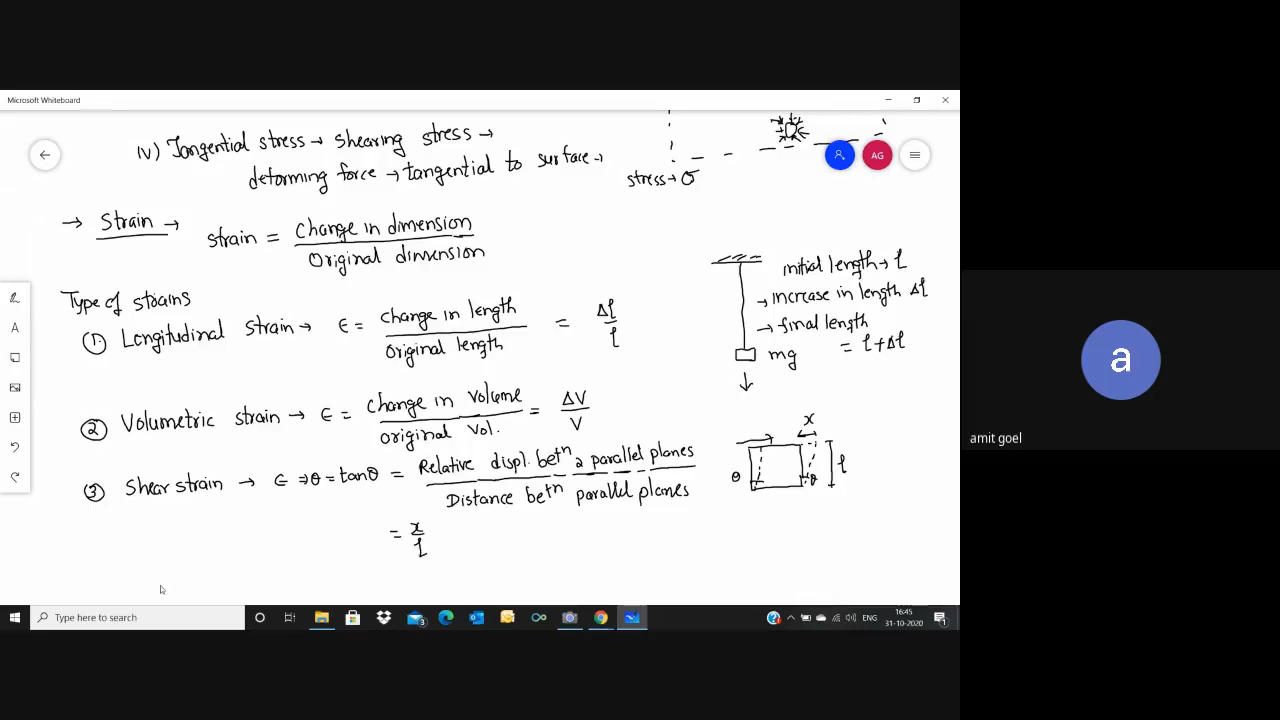 Microsoft Whiteboard
iv) Tangential stress → shearing stress →
deforming force → tangential to surface →
stress → σ
AG
→ Strain →
strain = change in dimension / Original dimension
initial length → l
→ increase in length Δl
→ final length
= l + Δl
mg
Type of strains
① Longitudinal strain → ϵ = change in length / original length = Δl / l
② Volumetric strain → ϵ = change in volume / original vol. = ΔV / V
③ Shear strain → ϵ ⇒ θ = tanθ = Relative displ. betⁿ 2 parallel planes / Distance betⁿ parallel planes
= x / l
x
l
θ
θ
a
amit goel
Type here to search
3
ENG
16:45
31-10-2020
1